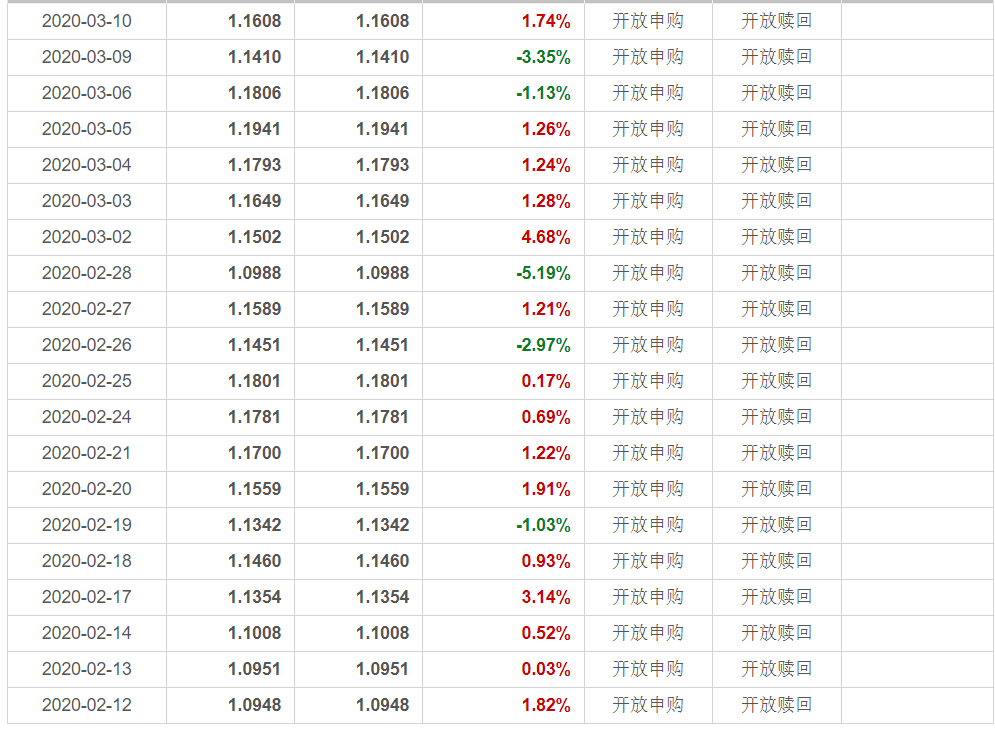 2020-03-10 1.1608 1.1608 1.74% 开放申购 开放赎回
2020-03-09 1.1410 1.1410 -3.35% 开放申购 开放赎回
2020-03-06 1.1806 1.1806 -1.13% 开放申购 开放赎回
2020-03-05 1.1941 1.1941 1.26% 开放申购 开放赎回
2020-03-04 1.1793 1.1793 1.24% 开放申购 开放赎回
2020-03-03 1.1649 1.1649 1.28% 开放申购 开放赎回
2020-03-02 1.1502 1.1502 4.68% 开放申购 开放赎回
2020-02-28 1.0988 1.0988 -5.19% 开放申购 开放赎回
2020-02-27 1.1589 1.1589 1.21% 开放申购 开放赎回
2020-02-26 1.1451 1.1451 -2.97% 开放申购 开放赎回
2020-02-25 1.1801 1.1801 0.17% 开放申购 开放赎回
2020-02-24 1.1781 1.1781 0.69% 开放申购 开放赎回
2020-02-21 1.1700 1.1700 1.22% 开放申购 开放赎回
2020-02-20 1.1559 1.1559 1.91% 开放申购 开放赎回
2020-02-19 1.1342 1.1342 -1.03% 开放申购 开放赎回
2020-02-18 1.1460 1.1460 0.93% 开放申购 开放赎回
2020-02-17 1.1354 1.1354 3.14% 开放申购 开放赎回
2020-02-14 1.1008 1.1008 0.52% 开放申购 开放赎回
2020-02-13 1.0951 1.0951 0.03% 开放申购 开放赎回
2020-02-12 1.0948 1.0948 1.82% 开放申购 开放赎回